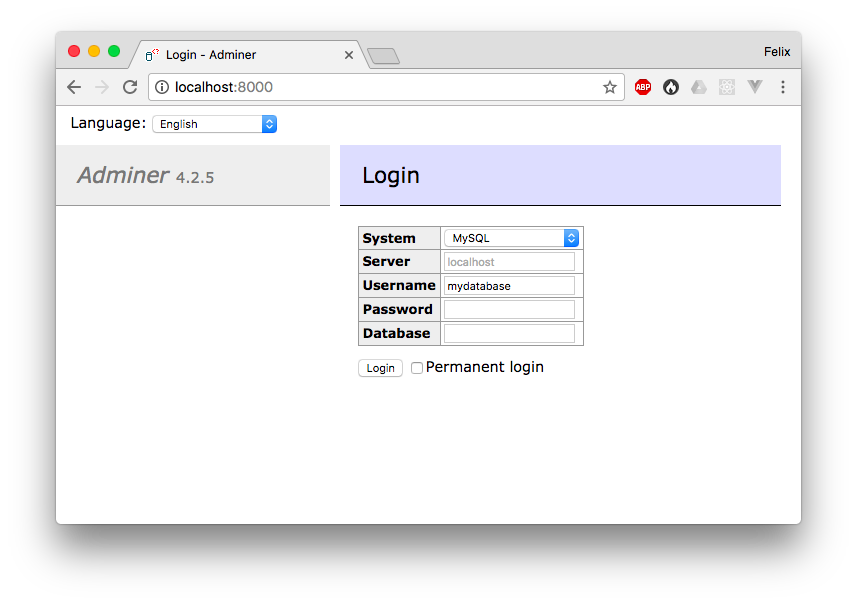 Login - Adminer
Felix
localhost:8000
ABP
Language: English
Adminer 4.2.5
Login
System MySQL
Server localhost
Username mydatabase
Password
Database
Login Permanent login